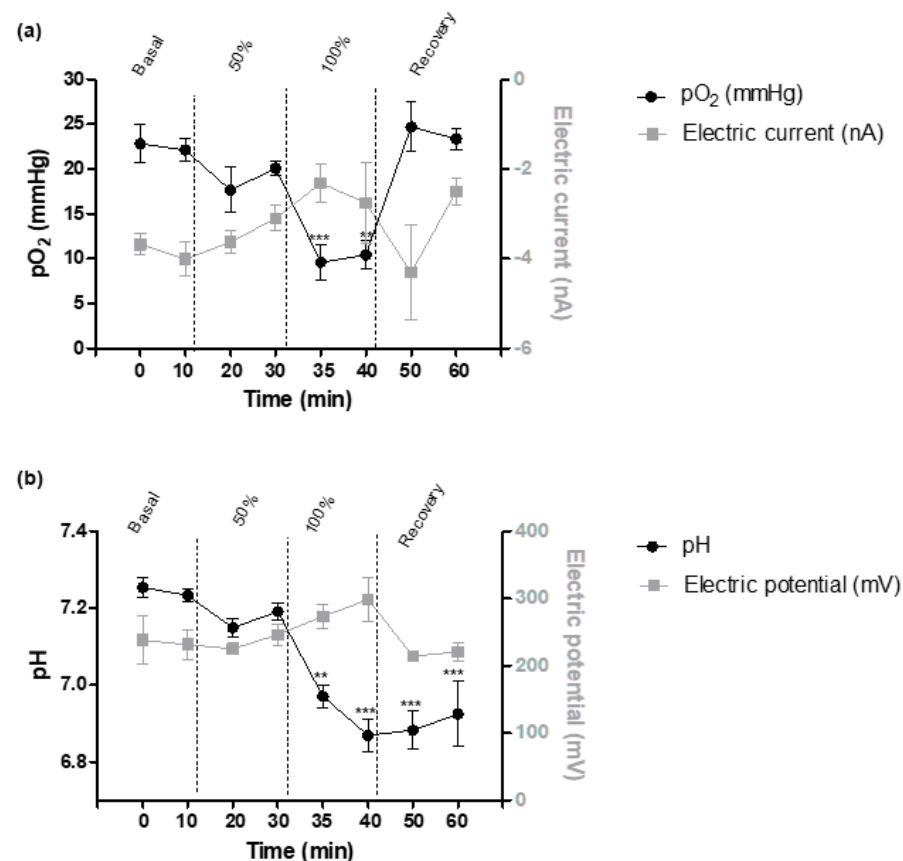 (a)
Basal
50%
100%
Recovery
30
25
20
15
10
5
0
-0
-2
-4
-6
pO2 (mmHg)
Electric current (nA)
***
**
0 10 20 30 35 40 50 60
Time (min)
pO2 (mmHg)
Electric current (nA)
(b)
Basal
50%
100%
Recovery
7.4
7.2
7.0
6.8
400
300
200
100
0
pH
Electric potential (mV)
**
***
***
***
0 10 20 30 35 40 50 60
Time (min)
pH
Electric potential (mV)